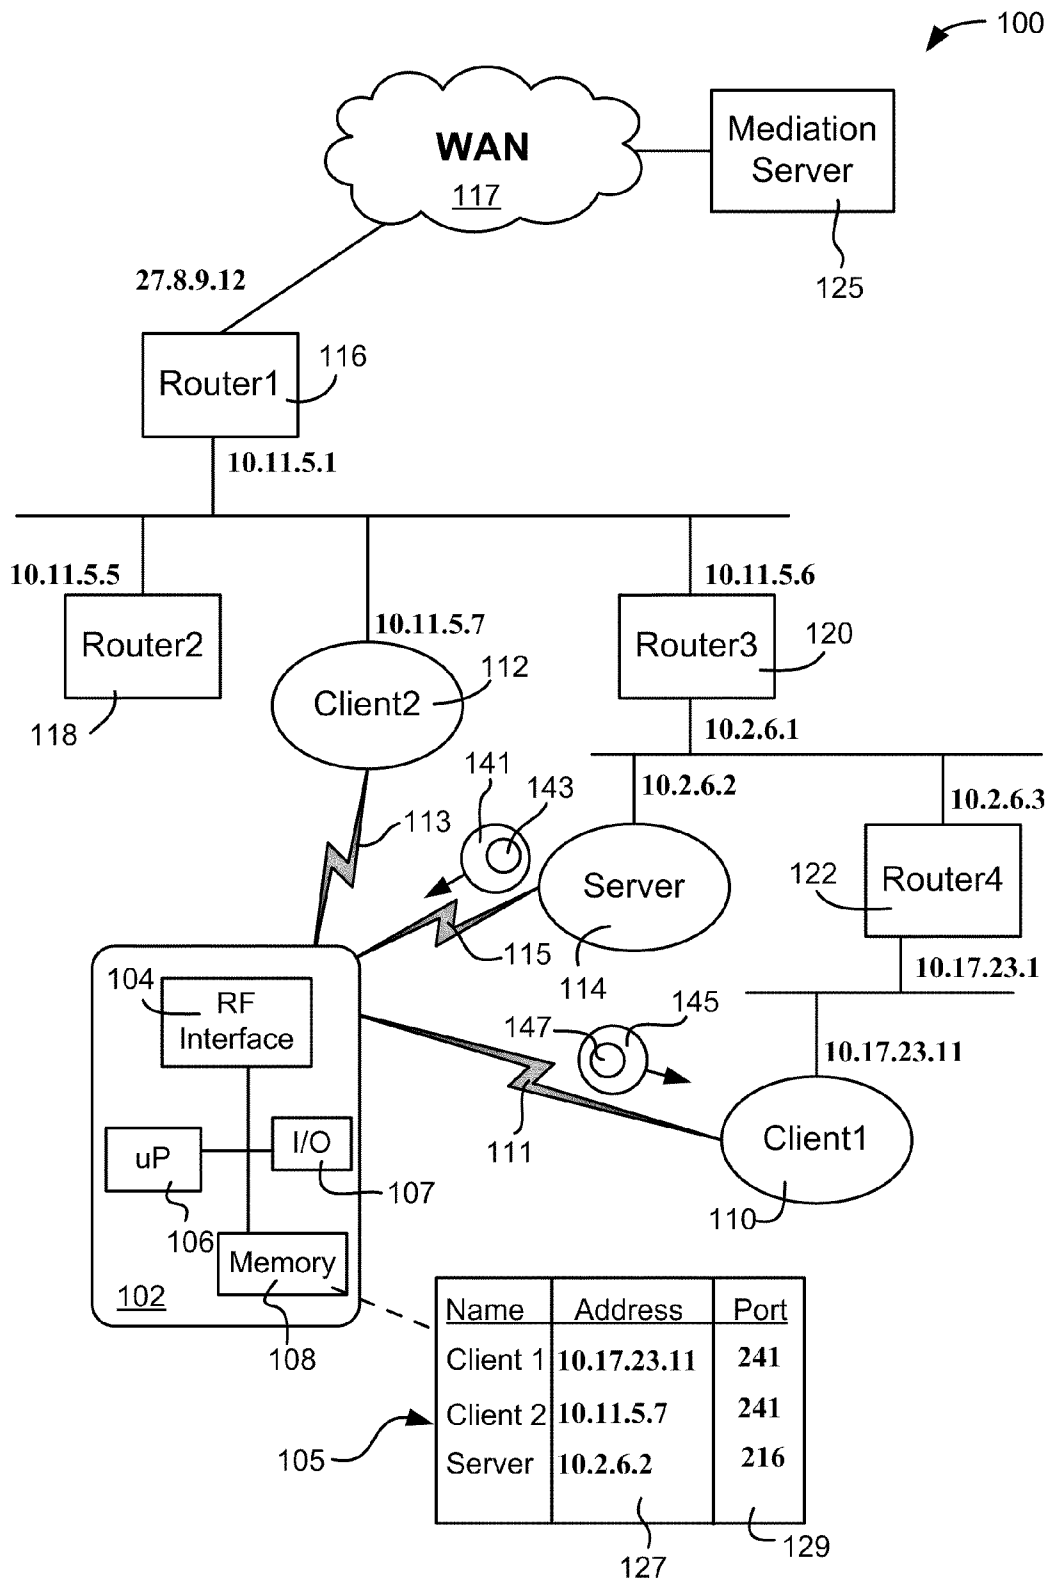 100
WAN
117
Mediation
Server
125
27.8.9.12
Router1
116
10.11.5.1
10.11.5.5
10.11.5.6
Router2
118
10.11.5.7
Client2
112
Router3
120
10.2.6.1
141
143
10.2.6.2
10.2.6.3
113
Server
114
122
Router4
115
10.17.23.1
104
RF
Interface
147
145
10.17.23.11
111
Client1
110
uP
106
I/O
107
Memory
108
102
Name Address Port
Client 1 10.17.23.11 241
Client 2 10.11.5.7 241
Server 10.2.6.2 216
105
127
129